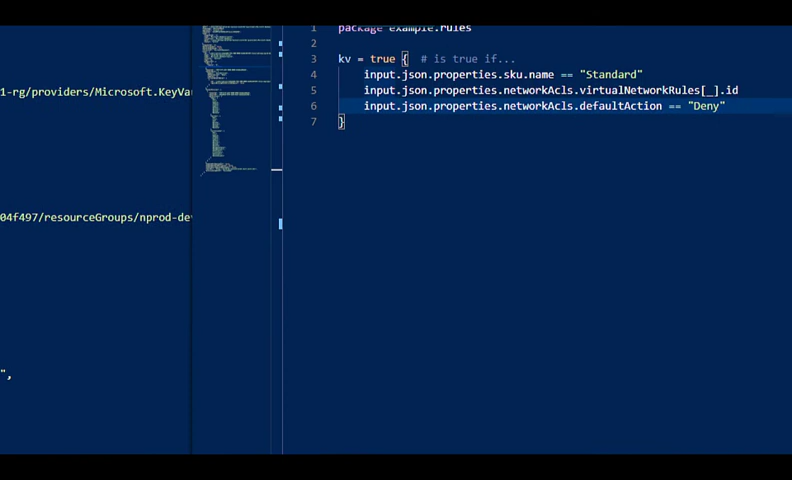 1 package example.rules
2
3 kv = true { # is true if...
4 input.json.properties.sku.name == "Standard"
1-rg/providers/Microsoft.KeyVa
5 input.json.properties.networkAcls.virtualNetworkRules[_].id
6 input.json.properties.networkAcls.defaultAction == "Deny"
7 }
04f497/resourceGroups/nprod-de
",